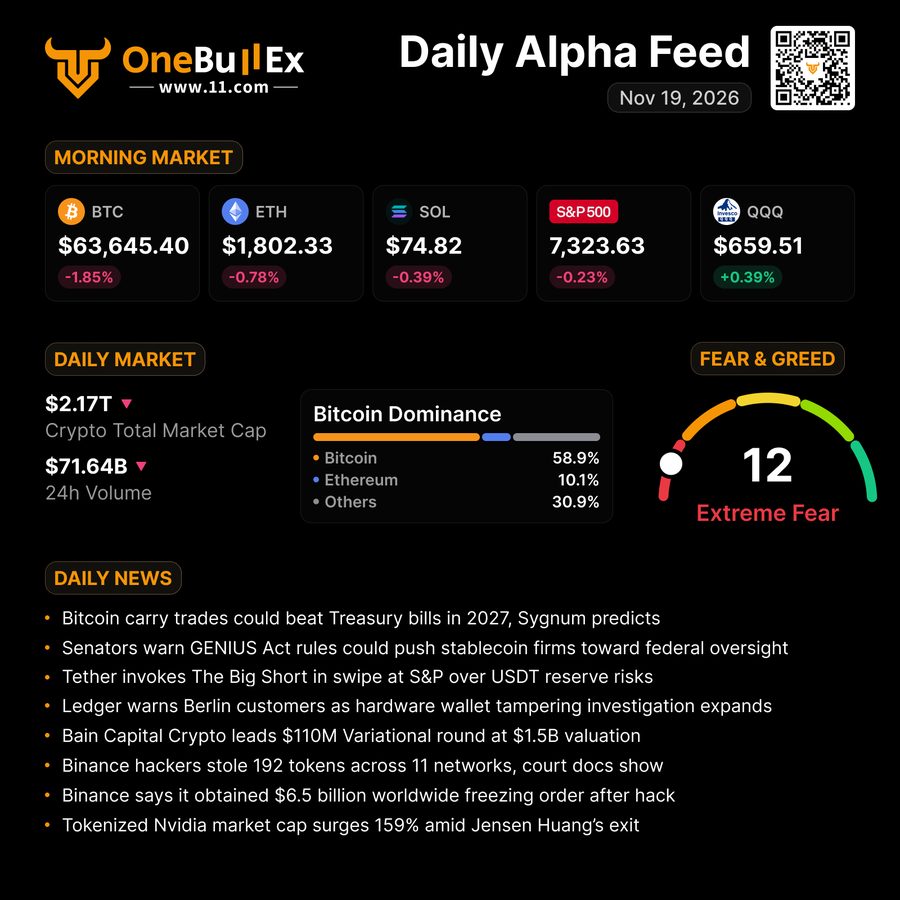 OneBullEx
www.11.com
Daily Alpha Feed
Nov 19, 2026
MORNING MARKET
BTC
$63,645.40
-1.85%
ETH
$1,802.33
-0.78%
SOL
$74.82
-0.39%
S&P500
7,323.63
-0.23%
Invesco
QQQ
QQQ
$659.51
+0.39%
DAILY MARKET
$2.17T
Crypto Total Market Cap
$71.64B
24h Volume
Bitcoin Dominance
Bitcoin 58.9%
Ethereum 10.1%
Others 30.9%
FEAR & GREED
12
Extreme Fear
DAILY NEWS
• Bitcoin carry trades could beat Treasury bills in 2027, Sygnum predicts
• Senators warn GENIUS Act rules could push stablecoin firms toward federal oversight
• Tether invokes The Big Short in swipe at S&P over USDT reserve risks
• Ledger warns Berlin customers as hardware wallet tampering investigation expands
• Bain Capital Crypto leads $110M Variational round at $1.5B valuation
• Binance hackers stole 192 tokens across 11 networks, court docs show
• Binance says it obtained $6.5 billion worldwide freezing order after hack
• Tokenized Nvidia market cap surges 159% amid Jensen Huang’s exit